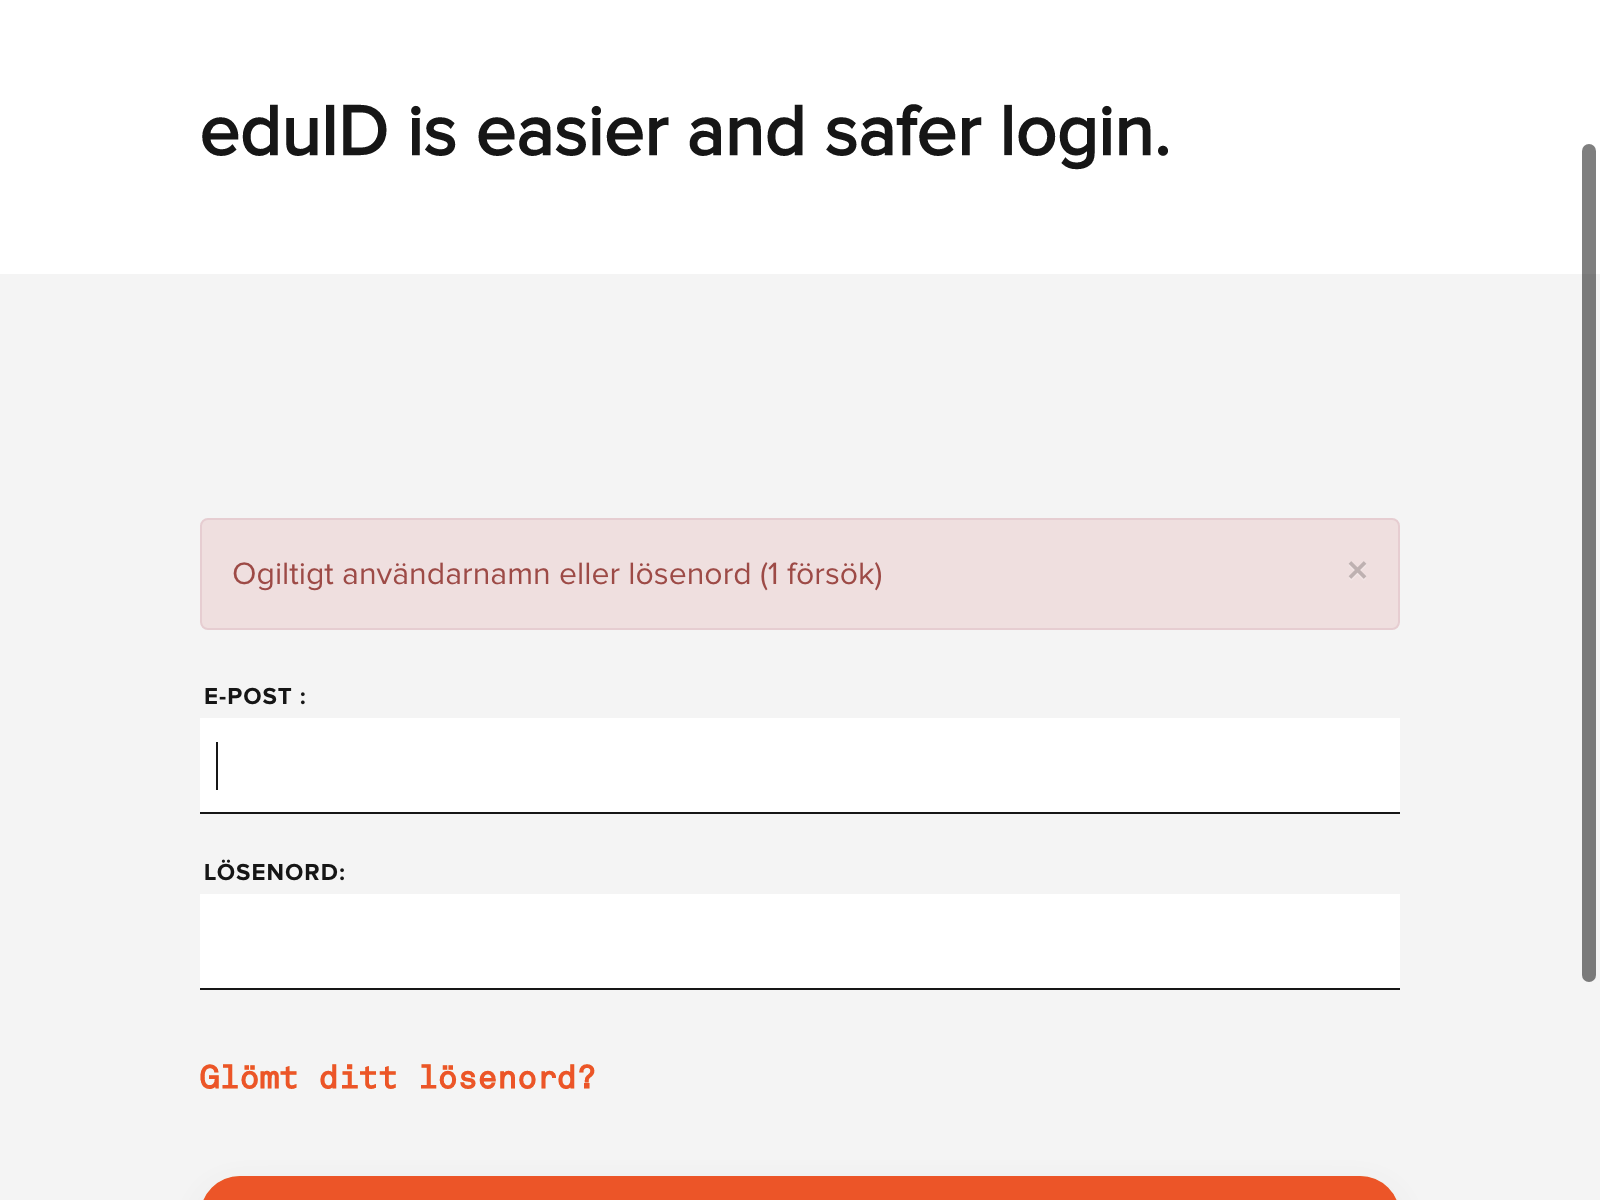 eduID is easier and safer login.
Ogiltigt användarnamn eller lösenord (1 försök)
E-POST :
LÖSENORD:
Glömt ditt lösenord?